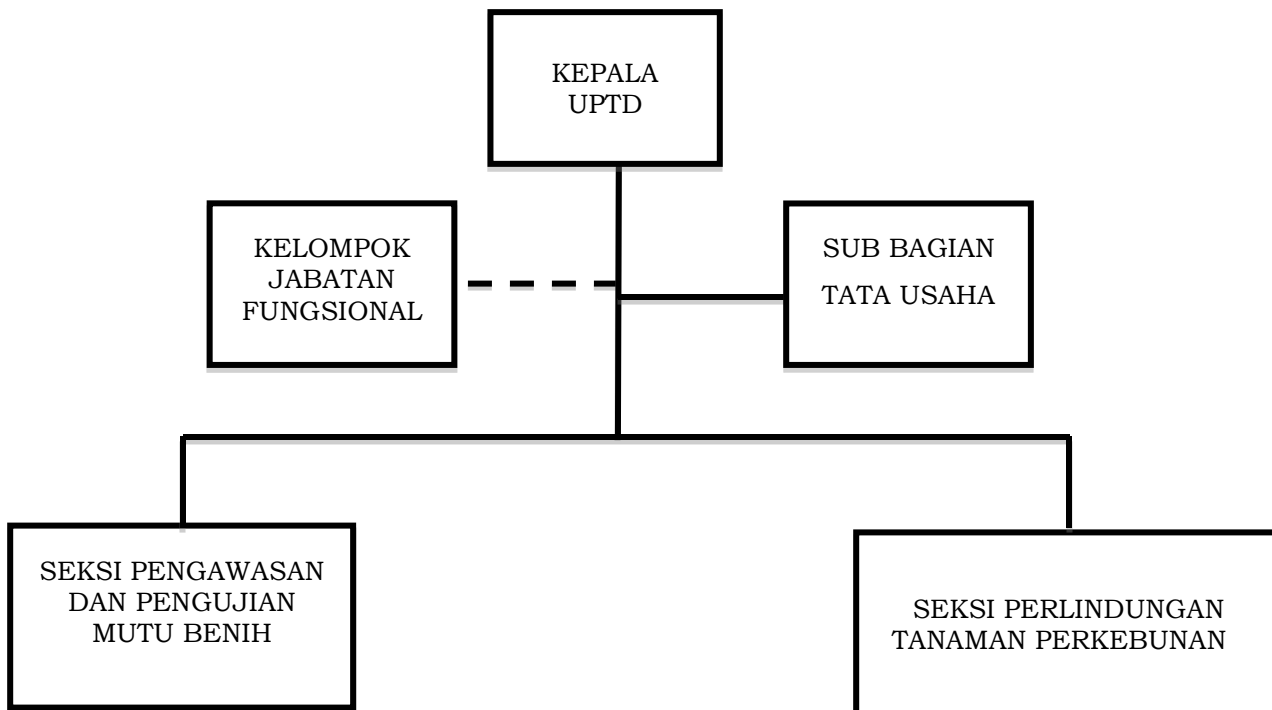 KEPALA
UPTD
KELOMPOK
JABATAN
FUNGSIONAL
SUB BAGIAN
TATA USAHA
SEKSI PENGAWASAN
DAN PENGUJIAN
MUTU BENIH
SEKSI PERLINDUNGAN
TANAMAN PERKEBUNAN